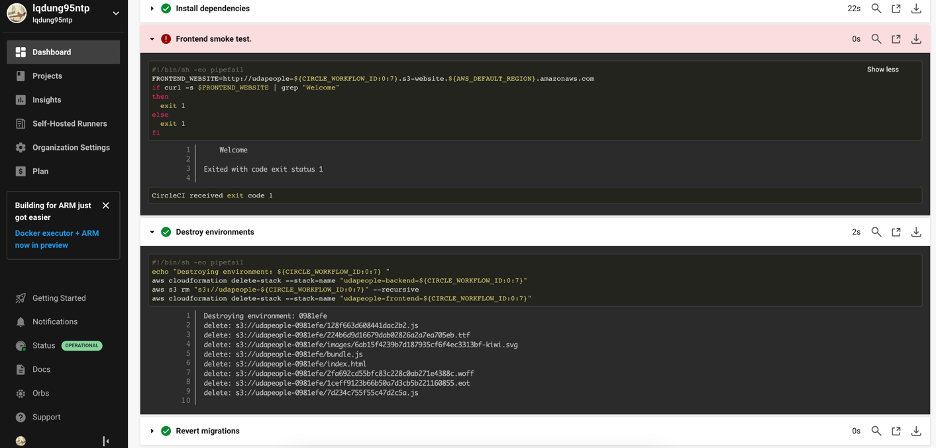 lqdung95ntp
lqdung95ntp
Dashboard
Projects
Insights
Self-Hosted Runners
Organization Settings
Plan
Building for ARM just
got easier
Docker executor + ARM
now in preview
Getting Started
Notifications
Status OPERATIONAL
Docs
Orbs
Support
Install dependencies 22s
Frontend smoke test. 0s
#!/bin/sh -eo pipefail
Show less
FRONTEND_WEBSITE=http://udapeople-${CIRCLE_WORKFLOW_ID:0:7}.s3-website.${AWS_DEFAULT_REGION}.amazonaws.com
if curl -s $FRONTEND_WEBSITE | grep "Welcome"
then
exit 1
else
exit 1
fi
1 Welcome
2
3 Exited with code exit status 1
4
CircleCI received exit code 1
Destroy environments 2s
#!/bin/sh -eo pipefail
echo "Destroying environment: ${CIRCLE_WORKFLOW_ID:0:7} "
aws cloudformation delete-stack --stack-name "udapeople-backend-${CIRCLE_WORKFLOW_ID:0:7}"
aws s3 rm "s3://udapeople-${CIRCLE_WORKFLOW_ID:0:7}" --recursive
aws cloudformation delete-stack --stack-name "udapeople-frontend-${CIRCLE_WORKFLOW_ID:0:7}"
1 Destroying environment: 0981efe
2 delete: s3://udapeople-0981efe/128f663d608441dac2b2.js
3 delete: s3://udapeople-0981efe/224b6d9d16679dab02826a2a7ea705eb.ttf
4 delete: s3://udapeople-0981efe/images/6ab15f4239b7d187935cf6f4ec3313bf-kiwi.svg
5 delete: s3://udapeople-0981efe/bundle.js
6 delete: s3://udapeople-0981efe/index.html
7 delete: s3://udapeople-0981efe/2fa692cd55bfc83c228c0ab271e4388c.woff
8 delete: s3://udapeople-0981efe/1ceff9123b66b50a7d3cb5b221160855.eot
9 delete: s3://udapeople-0981efe/7d234c755f55c47d2c5a.js
10
Revert migrations 0s